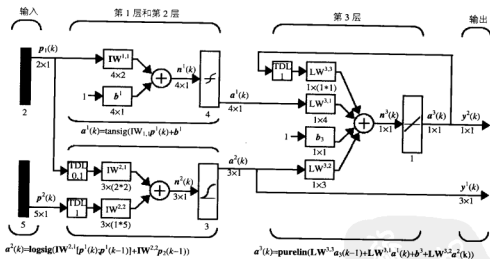 输入
第 1 层和第 2 层
第 3 层
输出
p₁(k)
2×1
2
IW¹,¹
4×2
1
b¹
4×1
n¹(k)
4×1
4
a¹(k)
4×1
a¹(k)=tansig(IW₁,₁p¹(k)+b¹
TDL
1
LW³,³
1×(1*1)
LW³,¹
1×4
1
b₃
1×1
LW³,²
1×3
n³(k)
1×1
1
a³(k)
1×1
y²(k)
1×1
p²(k)
5×1
5
TDL
0,1
IW²,¹
3×(2*2)
TDL
1
IW²,²
3×(1*5)
n²(k)
3×1
3
a²(k)
3×1
y¹(k)
3×1
a²(k)=logsig(IW²,¹[p¹(k);p¹(k−1)]+IW²,²p₂(k−1))
a³(k)=purelin(LW³,³a₃(k−1)+LW³,¹a¹(k)+b³+LW³,²a²(k))